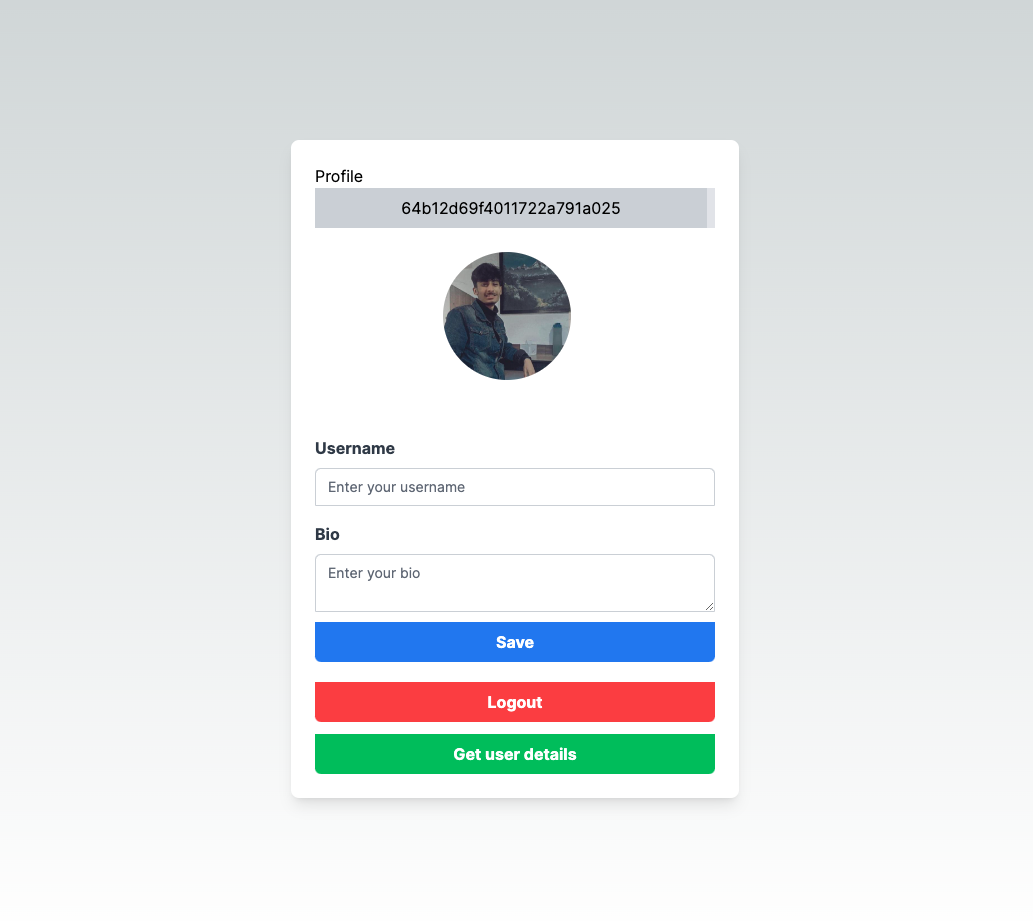 Profile
64b12d69f4011722a791a025
Username
Enter your username
Bio
Enter your bio
Save
Logout
Get user details